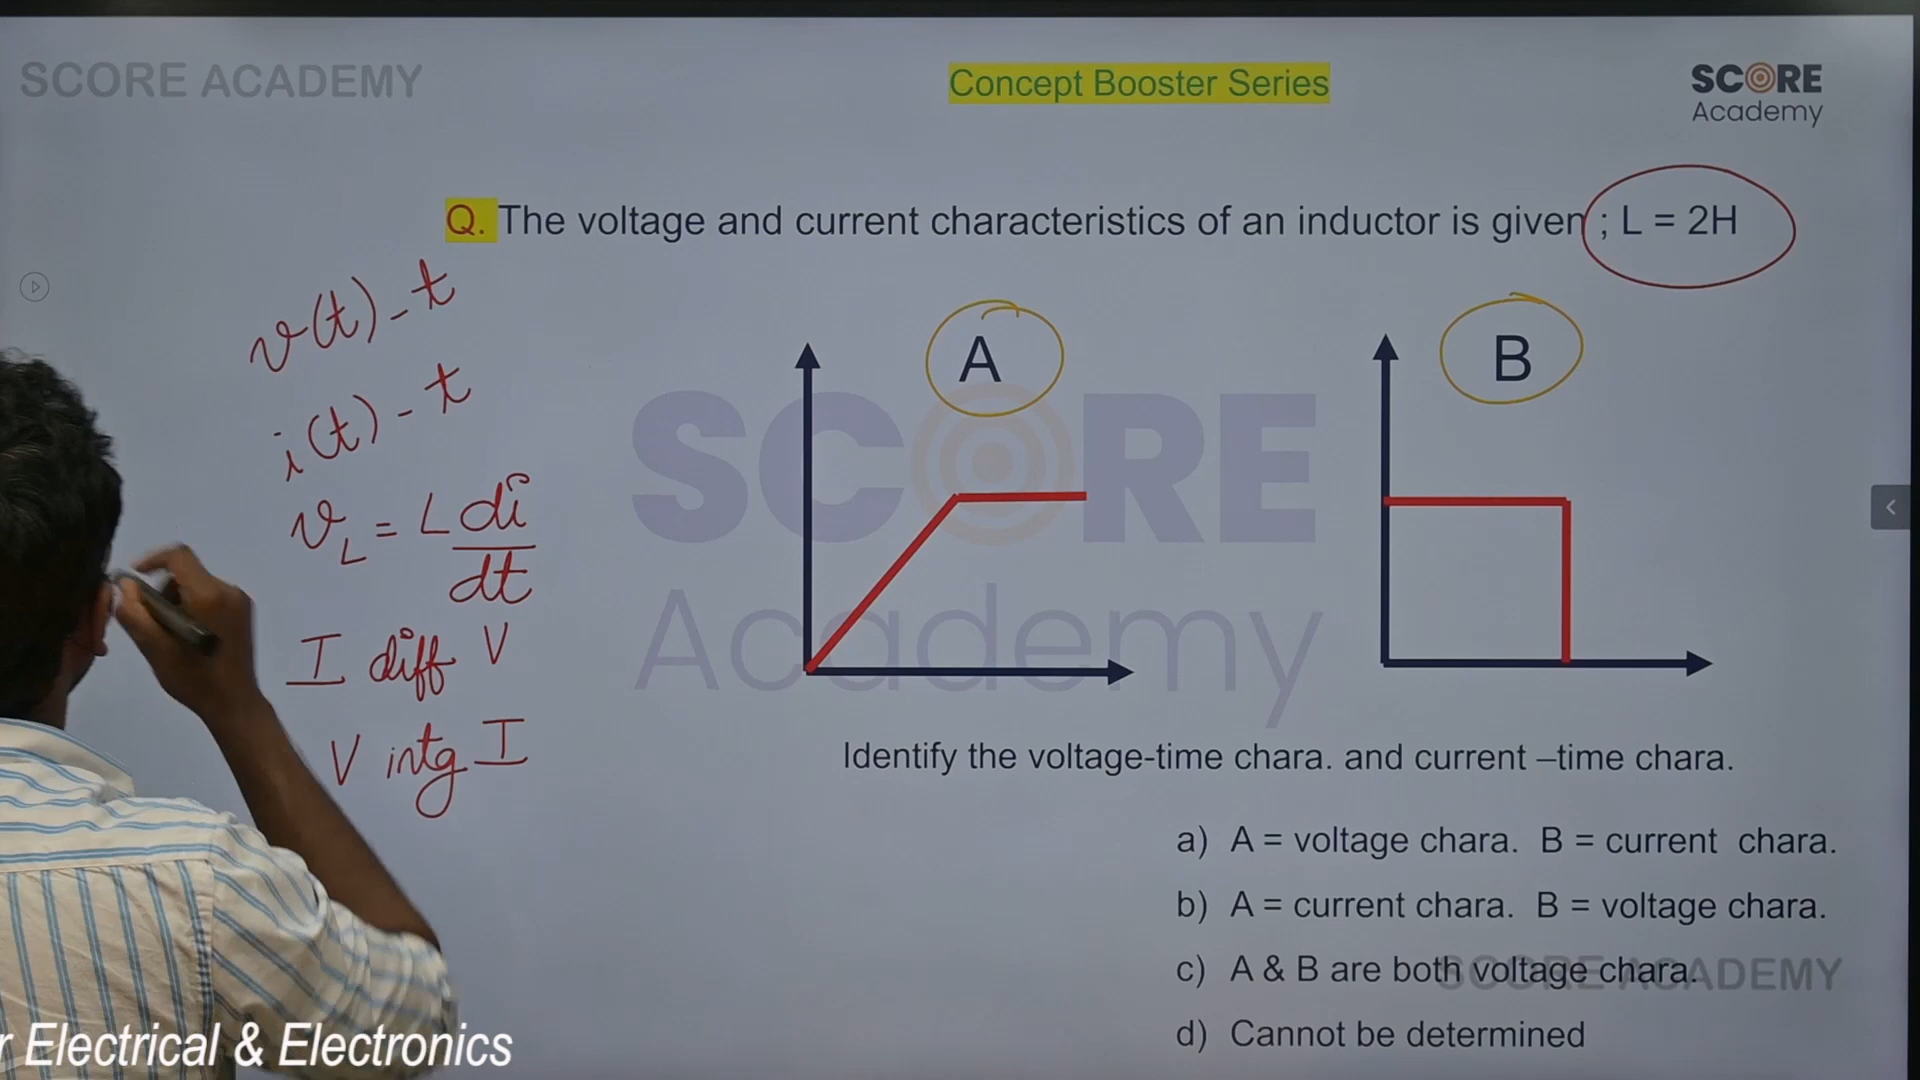 SCORE ACADEMY
Concept Booster Series
SCORE
Academy
Q. The voltage and current characteristics of an inductor is given ; L = 2H
v(t) - t
i(t) - t
v_L = L di/dt
I diff V
V intg I
A
B
SCORE
Academy
Identify the voltage-time chara. and current –time chara.
a) A = voltage chara. B = current chara.
b) A = current chara. B = voltage chara.
c) A & B are both voltage chara.
SCORE ACADEMY
d) Cannot be determined
r Electrical & Electronics